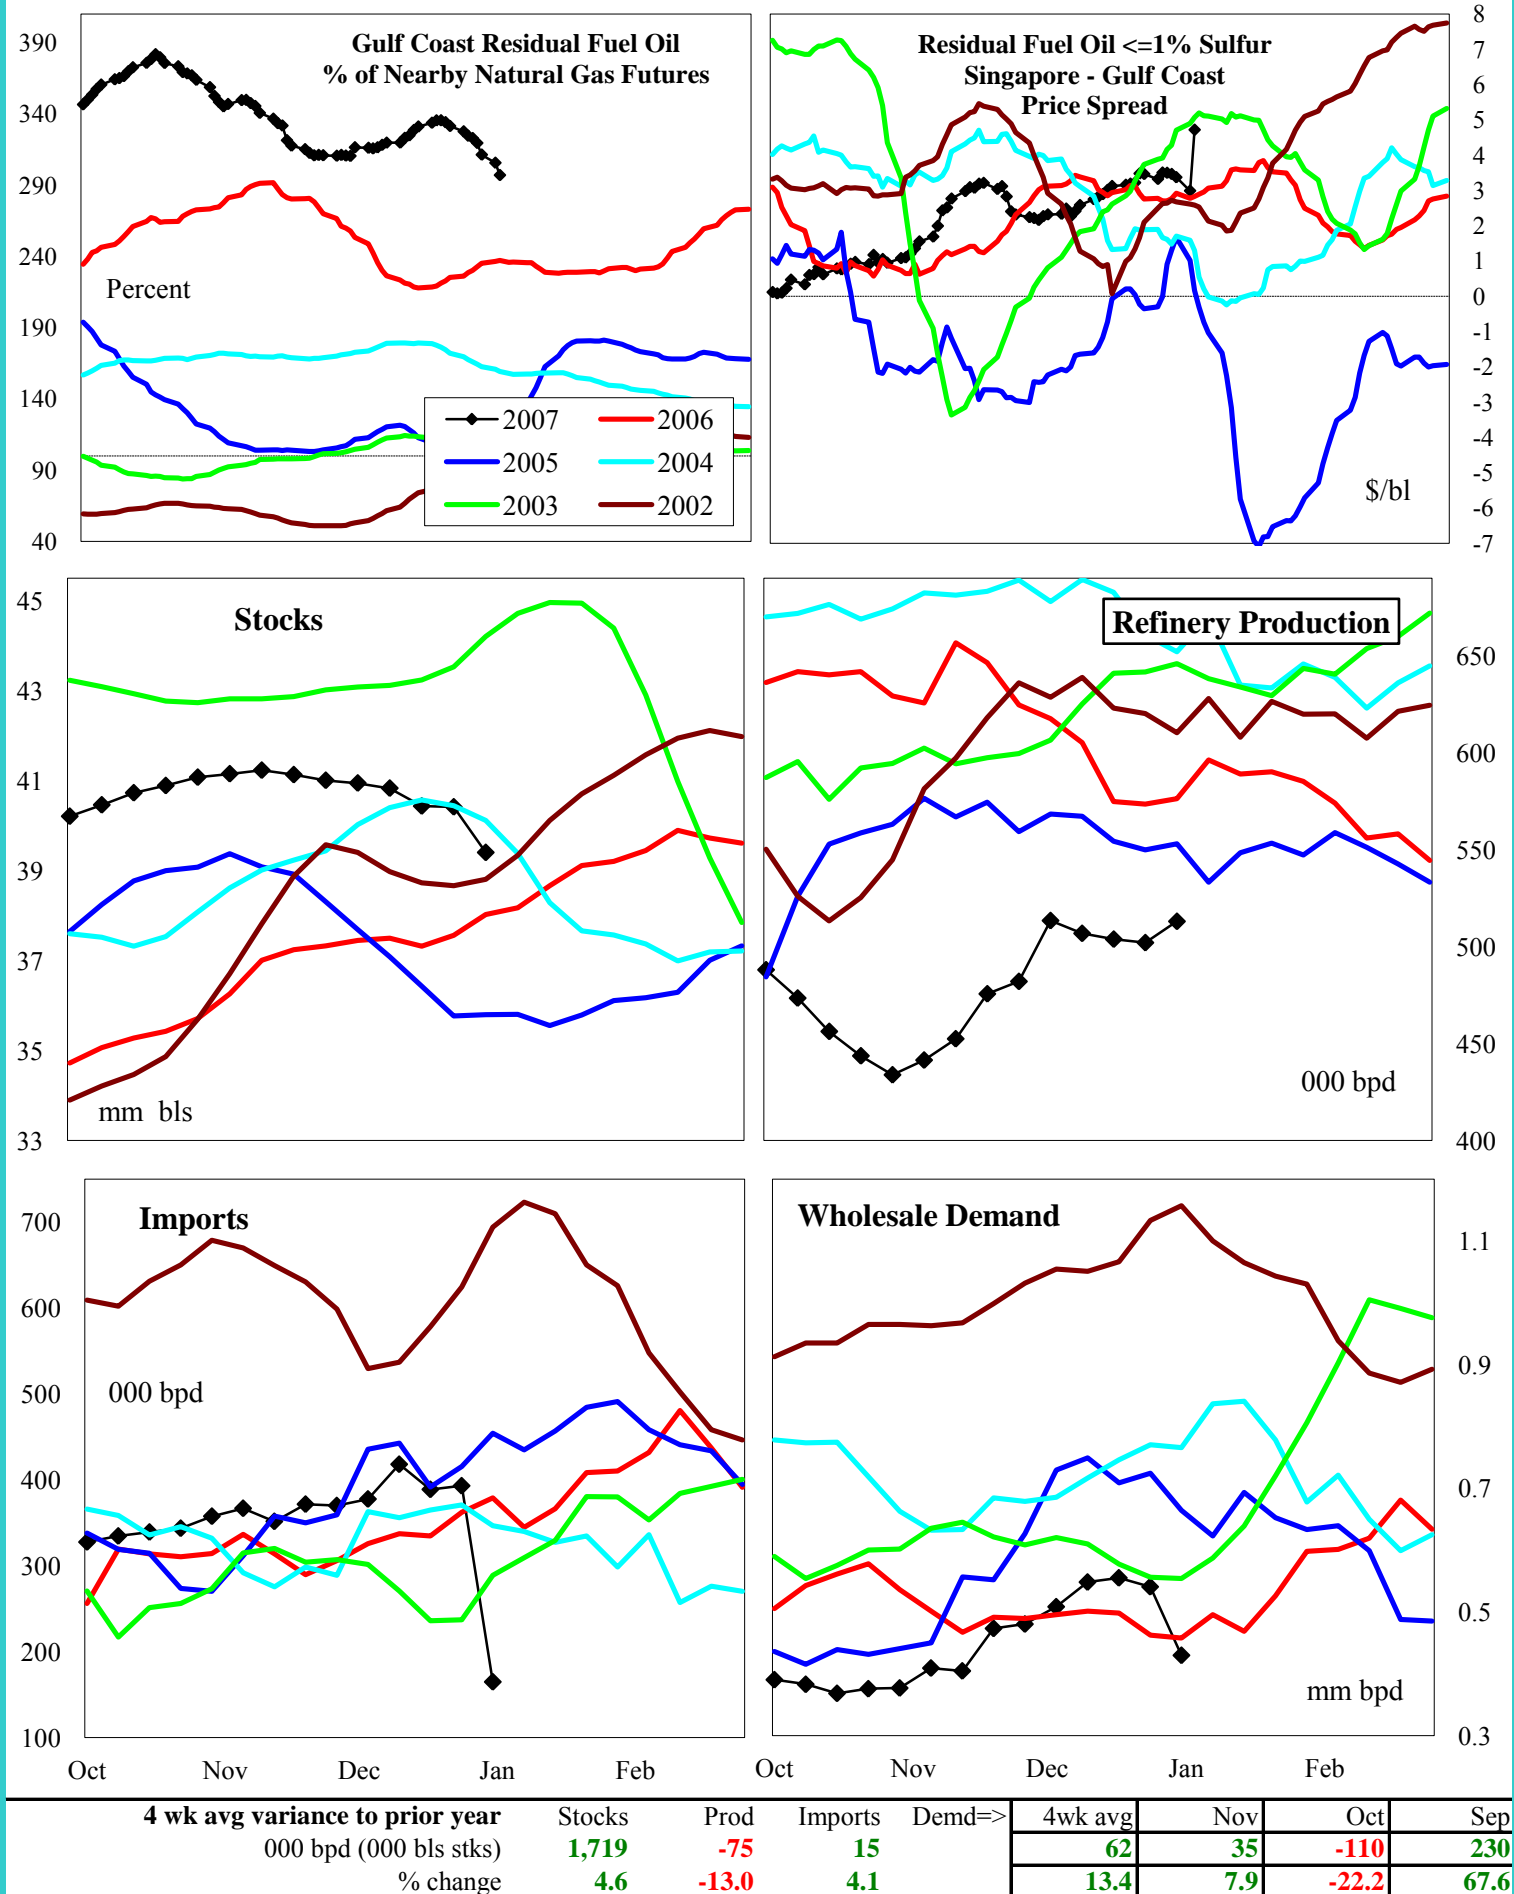 Gulf Coast Residual Fuel Oil
% of Nearby Natural Gas Futures
390
340
290
240
190
140
90
40
Percent
2007 2006
2005 2004
2003 2002
Residual Fuel Oil <=1% Sulfur
Singapore - Gulf Coast
Price Spread
8
7
6
5
4
3
2
1
0
-1
-2
-3
-4
-5
-6
-7
$/bl
Stocks
45
43
41
39
37
35
33
mm bls
Refinery Production
650
600
550
500
450
400
000 bpd
Imports
700
600
500
400
300
200
100
000 bpd
Oct Nov Dec Jan Feb
Wholesale Demand
1.1
0.9
0.7
0.5
0.3
mm bpd
Oct Nov Dec Jan Feb
4 wk avg variance to prior year Stocks Prod Imports Demd=> 4wk avg Nov Oct Sep
000 bpd (000 bls stks) 1,719 -75 15 62 35 -110 230
% change 4.6 -13.0 4.1 13.4 7.9 -22.2 67.6